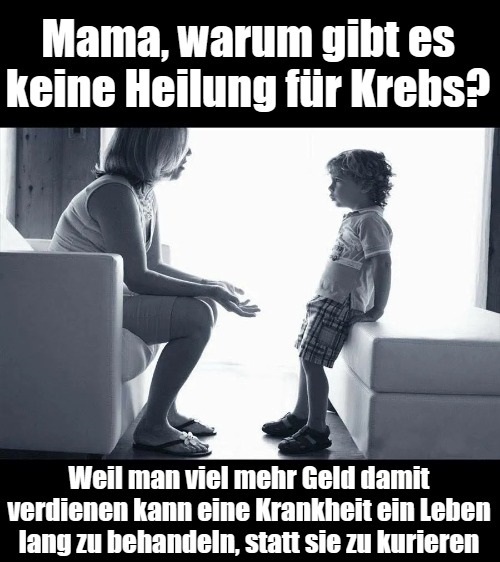 Mama, warum gibt es
keine Heilung für Krebs?
Weil man viel mehr Geld damit
verdienen kann eine Krankheit ein Leben
lang zu behandeln, statt sie zu kurieren